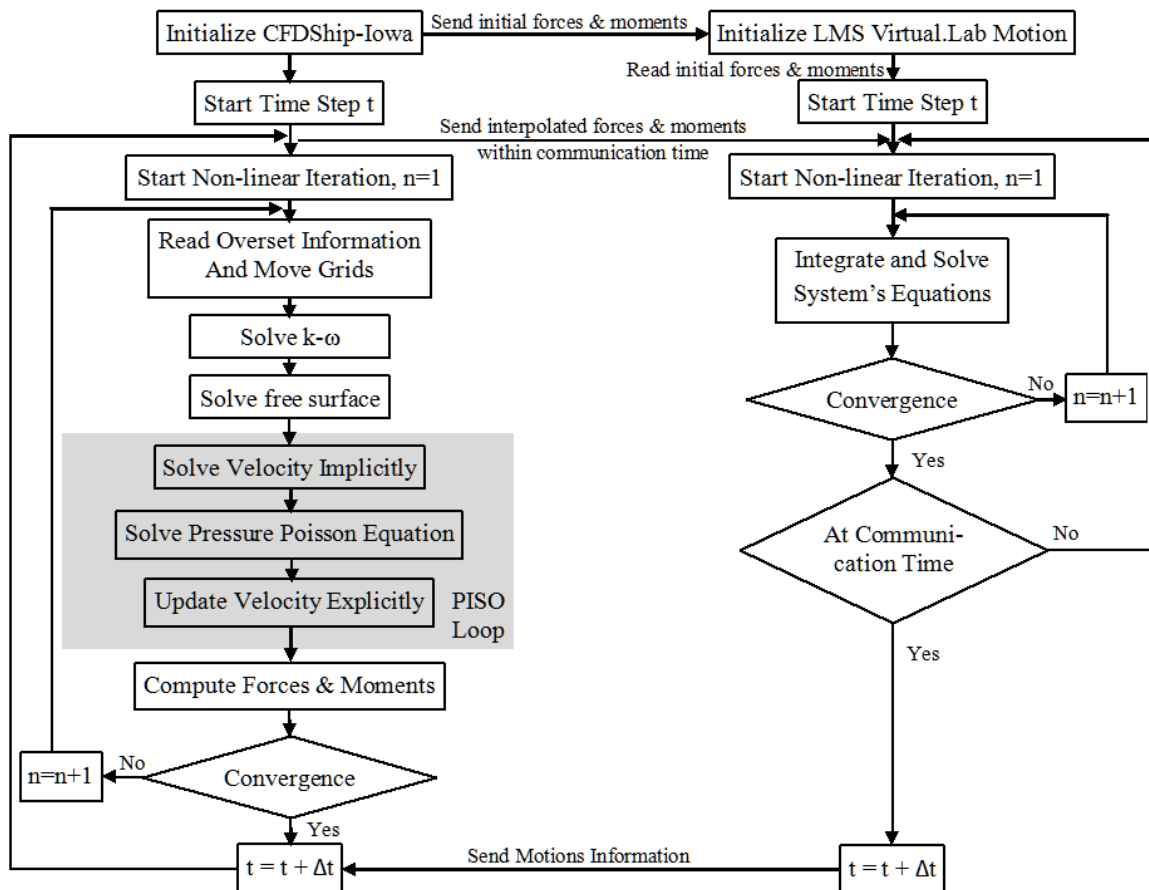 Initialize CFDShip-Iowa
Send initial forces & moments
Initialize LMS Virtual.Lab Motion
Read initial forces & moments
Start Time Step t
Start Time Step t
Send interpolated forces & moments
within communication time
Start Non-linear Iteration, n=1
Start Non-linear Iteration, n=1
Read Overset Information
And Move Grids
Integrate and Solve
System's Equations
Solve k-ω
Solve free surface
Convergence
No
n=n+1
Yes
Solve Velocity Implicitly
Solve Pressure Poisson Equation
Update Velocity Explicitly
PISO
Loop
At Communi-
cation Time
No
Yes
Compute Forces & Moments
Convergence
No
n=n+1
Yes
t = t + Δt
Send Motions Information
t = t + Δt